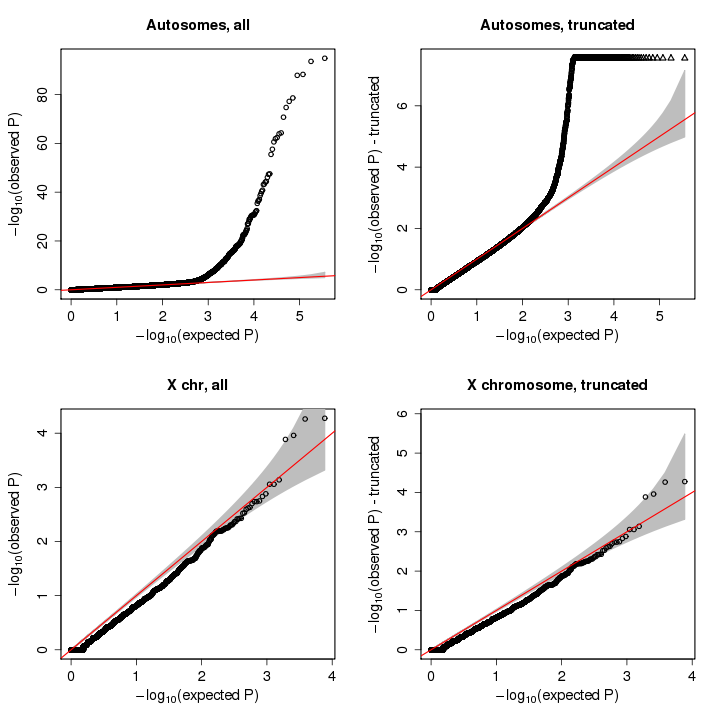 Autosomes, all
−log10(observed P)
0 20 40 60 80
0 1 2 3 4 5
−log10(expected P)
Autosomes, truncated
−log10(observed P) - truncated
0 2 4 6
0 1 2 3 4 5
−log10(expected P)
X chr, all
−log10(observed P)
0 1 2 3 4
0 1 2 3 4
−log10(expected P)
X chromosome, truncated
−log10(observed P) - truncated
0 1 2 3 4 5 6
0 1 2 3 4
−log10(expected P)